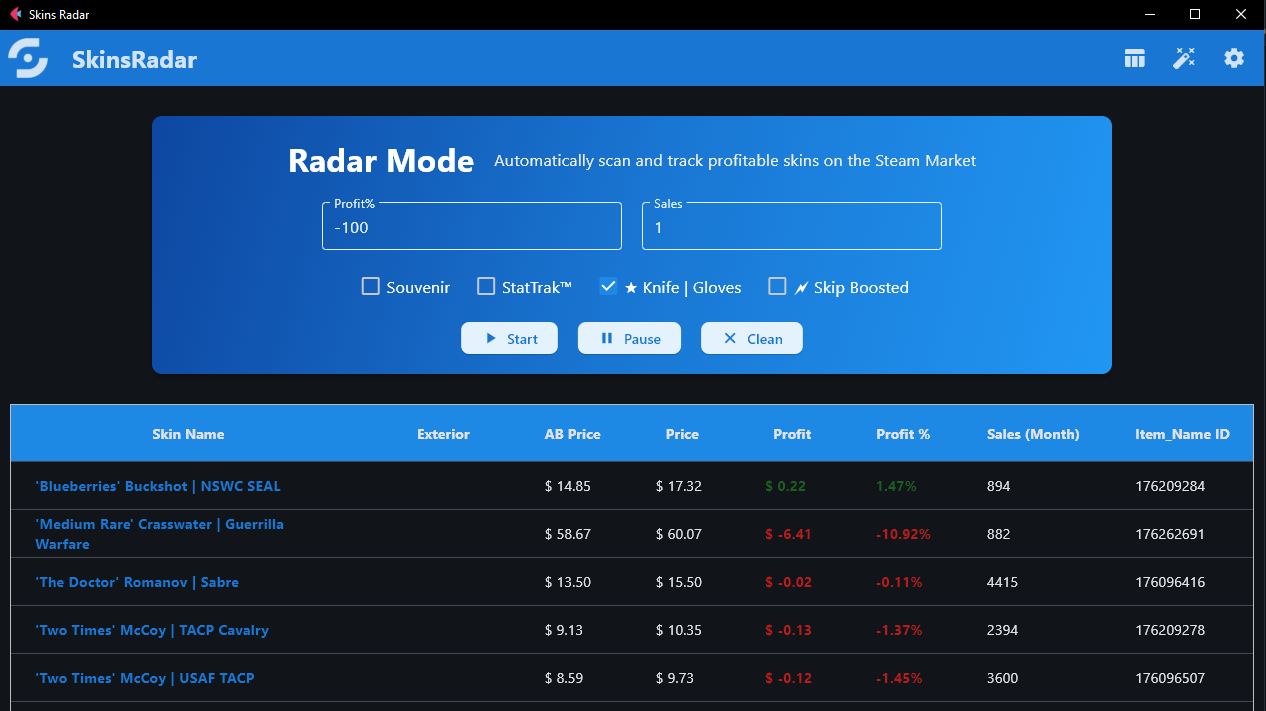 Skins Radar
SkinsRadar
Radar Mode Automatically scan and track profitable skins on the Steam Market
Profit% Sales
-100 1
Souvenir StatTrak™ ★ Knife | Gloves Skip Boosted
Start Pause Clean
Skin Name Exterior AB Price Price Profit Profit % Sales (Month) Item_Name ID
'Blueberries' Buckshot | NSWC SEAL $ 14.85 $ 17.32 $ 0.22 1.47% 894 176209284
'Medium Rare' Crasswater | Guerrilla
Warfare $ 58.67 $ 60.07 $ -6.41 -10.92% 882 176262691
'The Doctor' Romanov | Sabre $ 13.50 $ 15.50 $ -0.02 -0.11% 4415 176096416
'Two Times' McCoy | TACP Cavalry $ 9.13 $ 10.35 $ -0.13 -1.37% 2394 176209278
'Two Times' McCoy | USAF TACP $ 8.59 $ 9.73 $ -0.12 -1.45% 3600 176096507